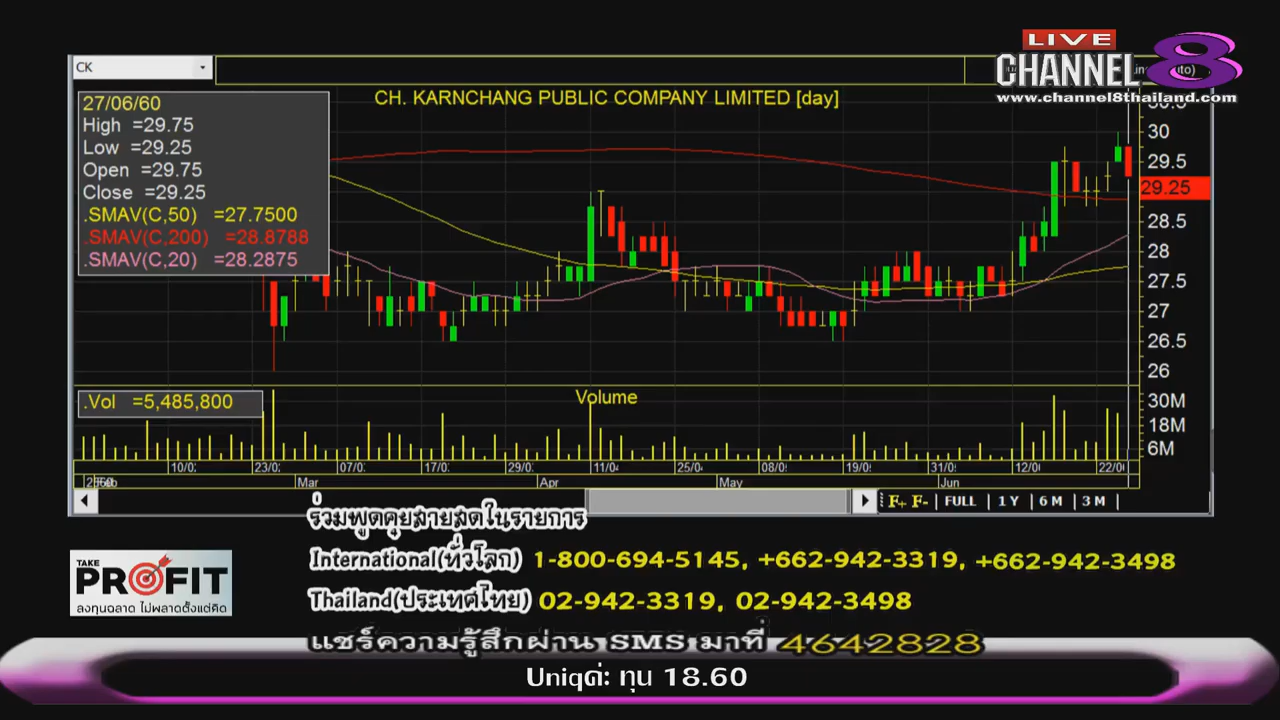 LIVE
CHANNEL 8
www.channel8thailand.com
CK
CH. KARNCHANG PUBLIC COMPANY LIMITED [day]
27/06/60
High =29.75
Low =29.25
Open =29.75
Close =29.25
.SMAV(C,50) =27.7500
.SMAV(C,200) =28.8788
.SMAV(C,20) =28.2875
30.5
30
29.5
29.25
28.5
28
27.5
27
26.5
26
.Vol =5,485,800
Volume
30M
18M
6M
10/0 23/0 07/0 17/0 29/0 11/04 25/04 08/0 19/0 31/0 12/0 22/0
Mar Apr May Jun
F+ F- FULL 1 Y 6 M 3 M
0
ร่วมพูดคุยสายสดในรายการ
International(ทั่วโลก) 1-800-694-5145, +662-942-3319, +662-942-3498
TAKE
PROFIT
ลงทุนฉลาด ไม่พลาดตั้งแต่คิด
Thailand(ประเทศไทย) 02-942-3319, 02-942-3498
แชร์ความรู้สึกผ่าน SMS มาที่ 4642828
Uniqค่ะ: ทุน 18.60